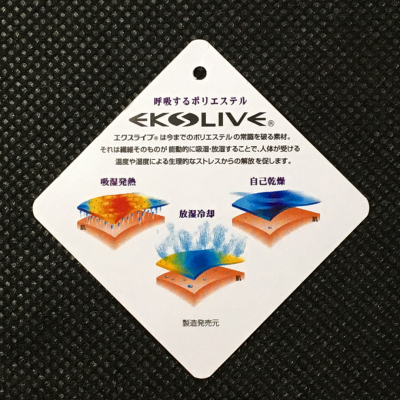 呼吸するポリエステル
EKSLIVE®
エクスライブ®は今までのポリエステルの常識を破る素材。
それは繊維そのものが能動的に吸湿・放湿することで、人体が受ける
温度や湿度による生理的なストレスからの解放を促します。
吸湿発熱
自己乾燥
放湿冷却
肌
肌
肌
製造発売元